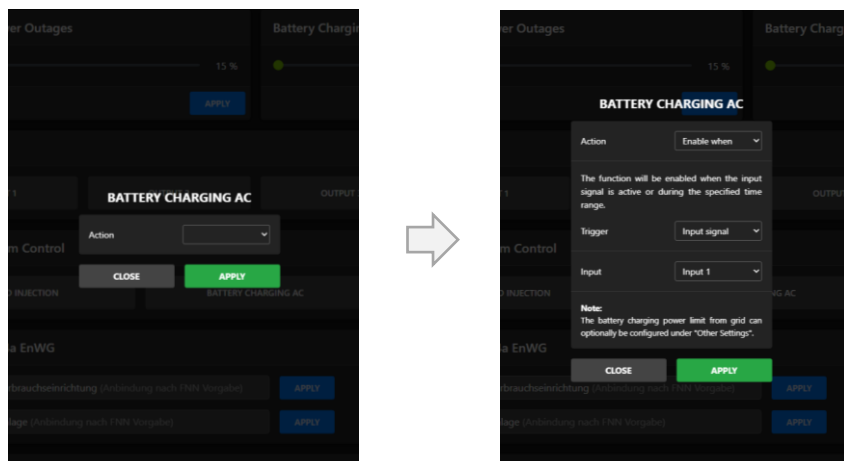 ver Outages
Battery Chargin
15 %
APPLY
T 1
OUTPUT
BATTERY CHARGING AC
Action
m Control
CLOSE
APPLY
INJECTION
BATTERY CHARGING AC
a EnWG
rbrauchseinrichtung (Anbindung nach FNN Vorgabe)
APPLY
lage (Anbindung nach FNN Vorgabe)
APPLY
er Outages
Battery Charg
15 %
BATTERY CHARGING AC
Action
Enable when
The function will be enabled when the input
signal is active or during the specified time
range.
T 1
OUTPU
Trigger
Input signal
m Control
Input
Input 1
INJECTION
NG AC
Note:
The battery charging power limit from grid can
optionally be configured under "Other Settings".
a EnWG
CLOSE
APPLY
brauchseinrichtung (Anbindung nach FNN Vorgabe)
APPLY
lage (Anbindung nach FNN Vorgabe)
APPLY